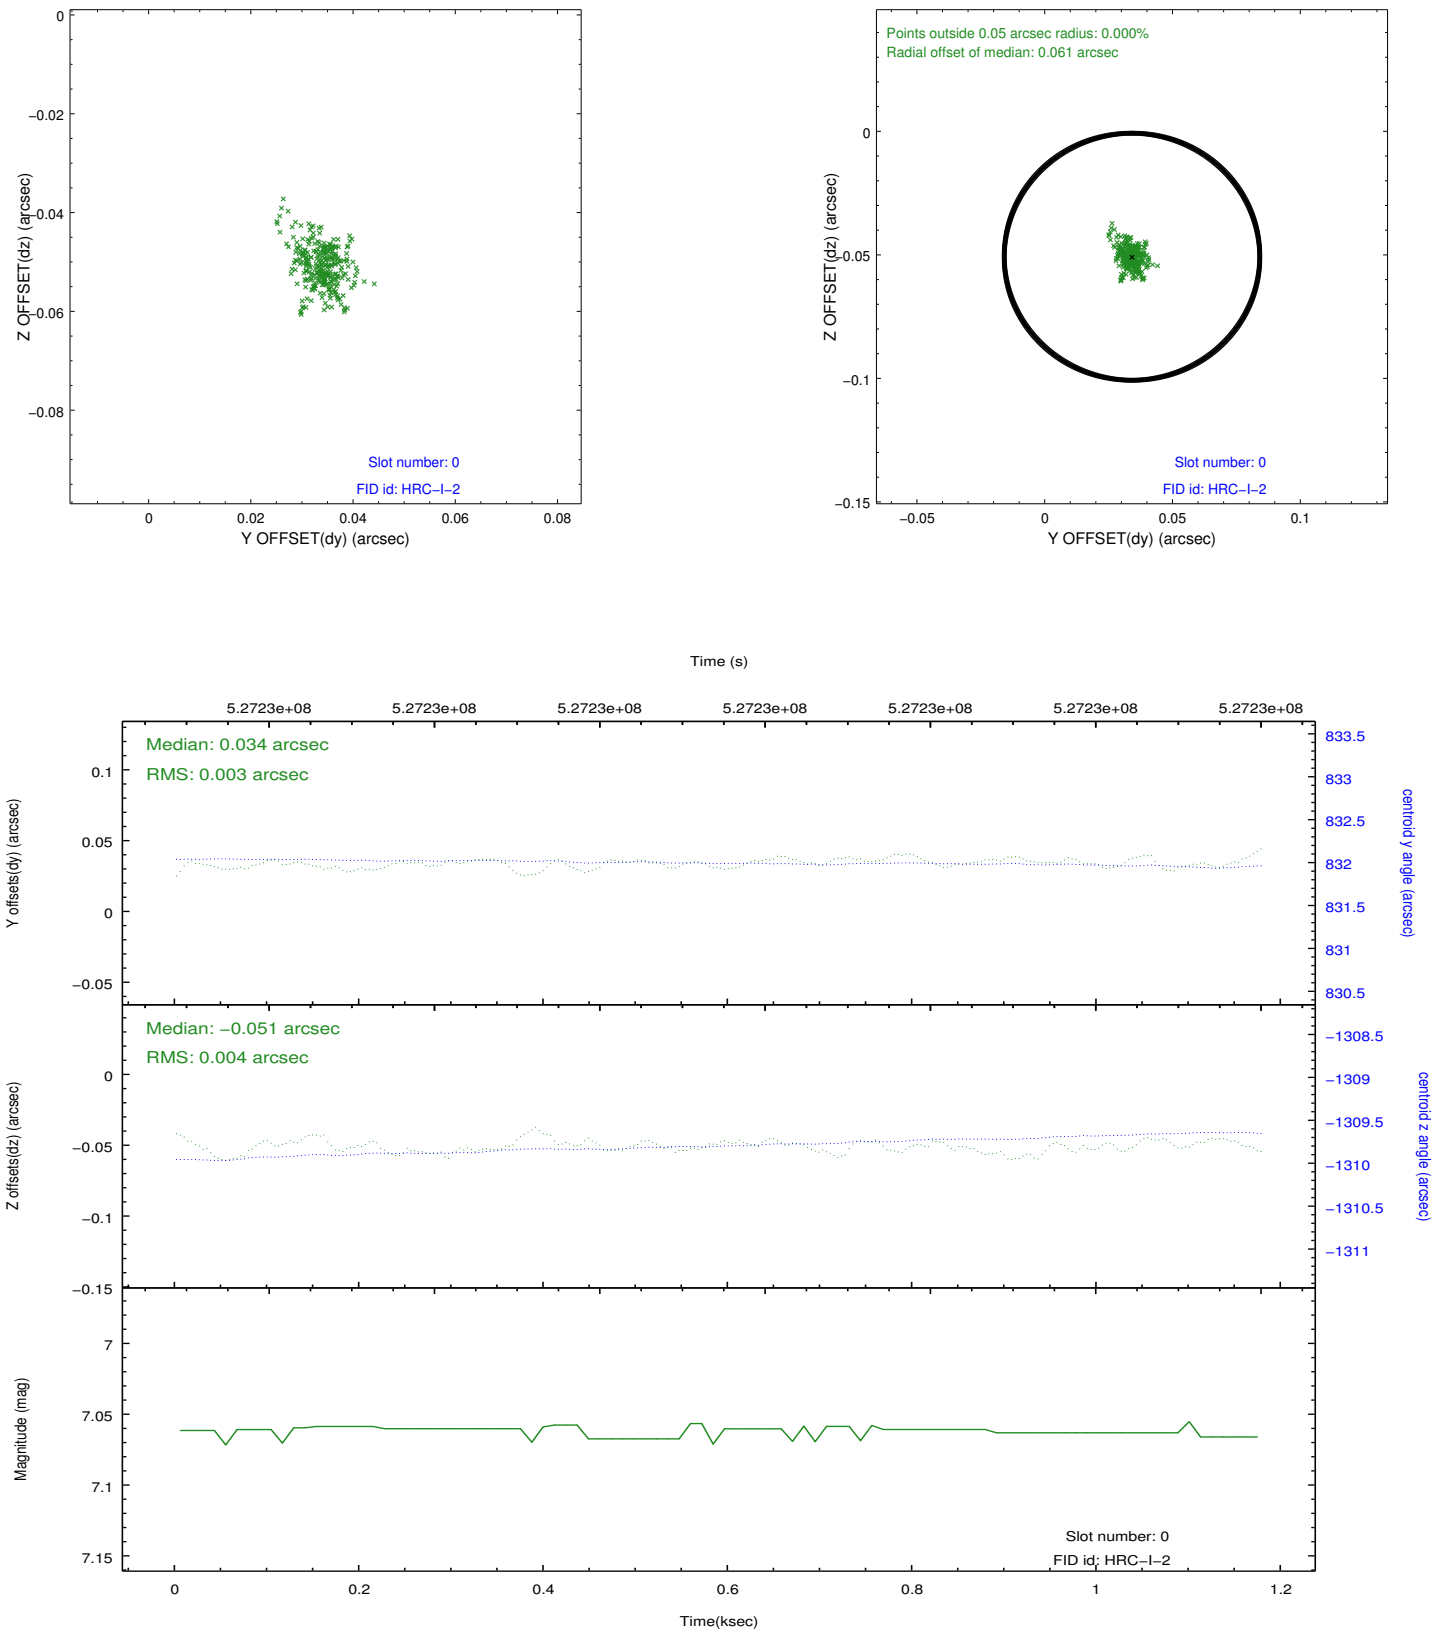 0
−0.02
−0.04
−0.06
−0.08
Z OFFSET(dz) (arcsec)
Slot number: 0
FID id: HRC−I−2
0 0.02 0.04 0.06 0.08
Y OFFSET(dy) (arcsec)
Points outside 0.05 arcsec radius: 0.000%
Radial offset of median: 0.061 arcsec
0
−0.05
−0.1
−0.15
Z OFFSET(dz) (arcsec)
Slot number: 0
FID id: HRC−I−2
−0.05 0 0.05 0.1
Y OFFSET(dy) (arcsec)
Time (s)
5.2723e+08 5.2723e+08 5.2723e+08 5.2723e+08 5.2723e+08 5.2723e+08 5.2723e+08
Median: 0.034 arcsec
RMS: 0.003 arcsec
0.1
0.05
0
−0.05
Y offsets(dy) (arcsec)
833.5
833
832.5
832
831.5
831
830.5
centroid y angle (arcsec)
Median: −0.051 arcsec
RMS: 0.004 arcsec
0
−0.05
−0.1
−0.15
Z offsets(dz) (arcsec)
−1308.5
−1309
−1309.5
−1310
−1310.5
−1311
centroid z angle (arcsec)
7
7.05
7.1
7.15
Magnitude (mag)
Slot number: 0
FID id: HRC−I−2
0 0.2 0.4 0.6 0.8 1 1.2
Time(ksec)